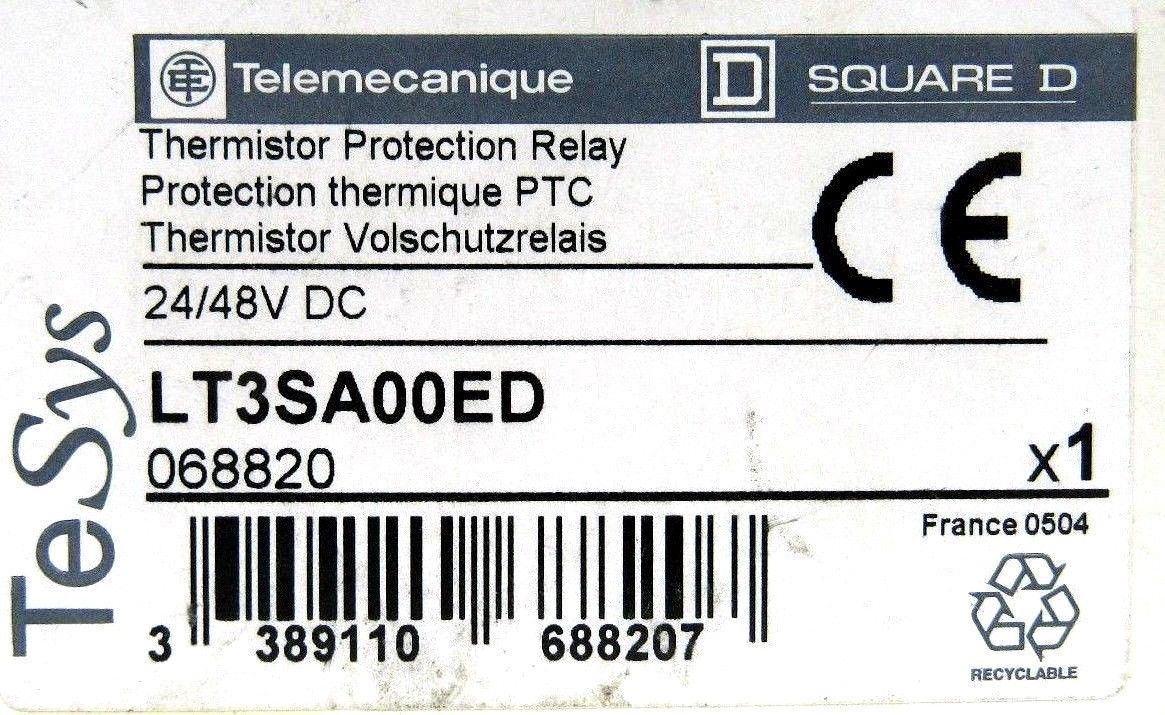 Telemecanique
D SQUARE D
Thermistor Protection Relay
Protection thermique PTC
Thermistor Volschutzrelais
CE
24/48V DC
TeSys
LT3SA00ED
068820
x1
France 0504
3 389110 688207
RECYCLABLE